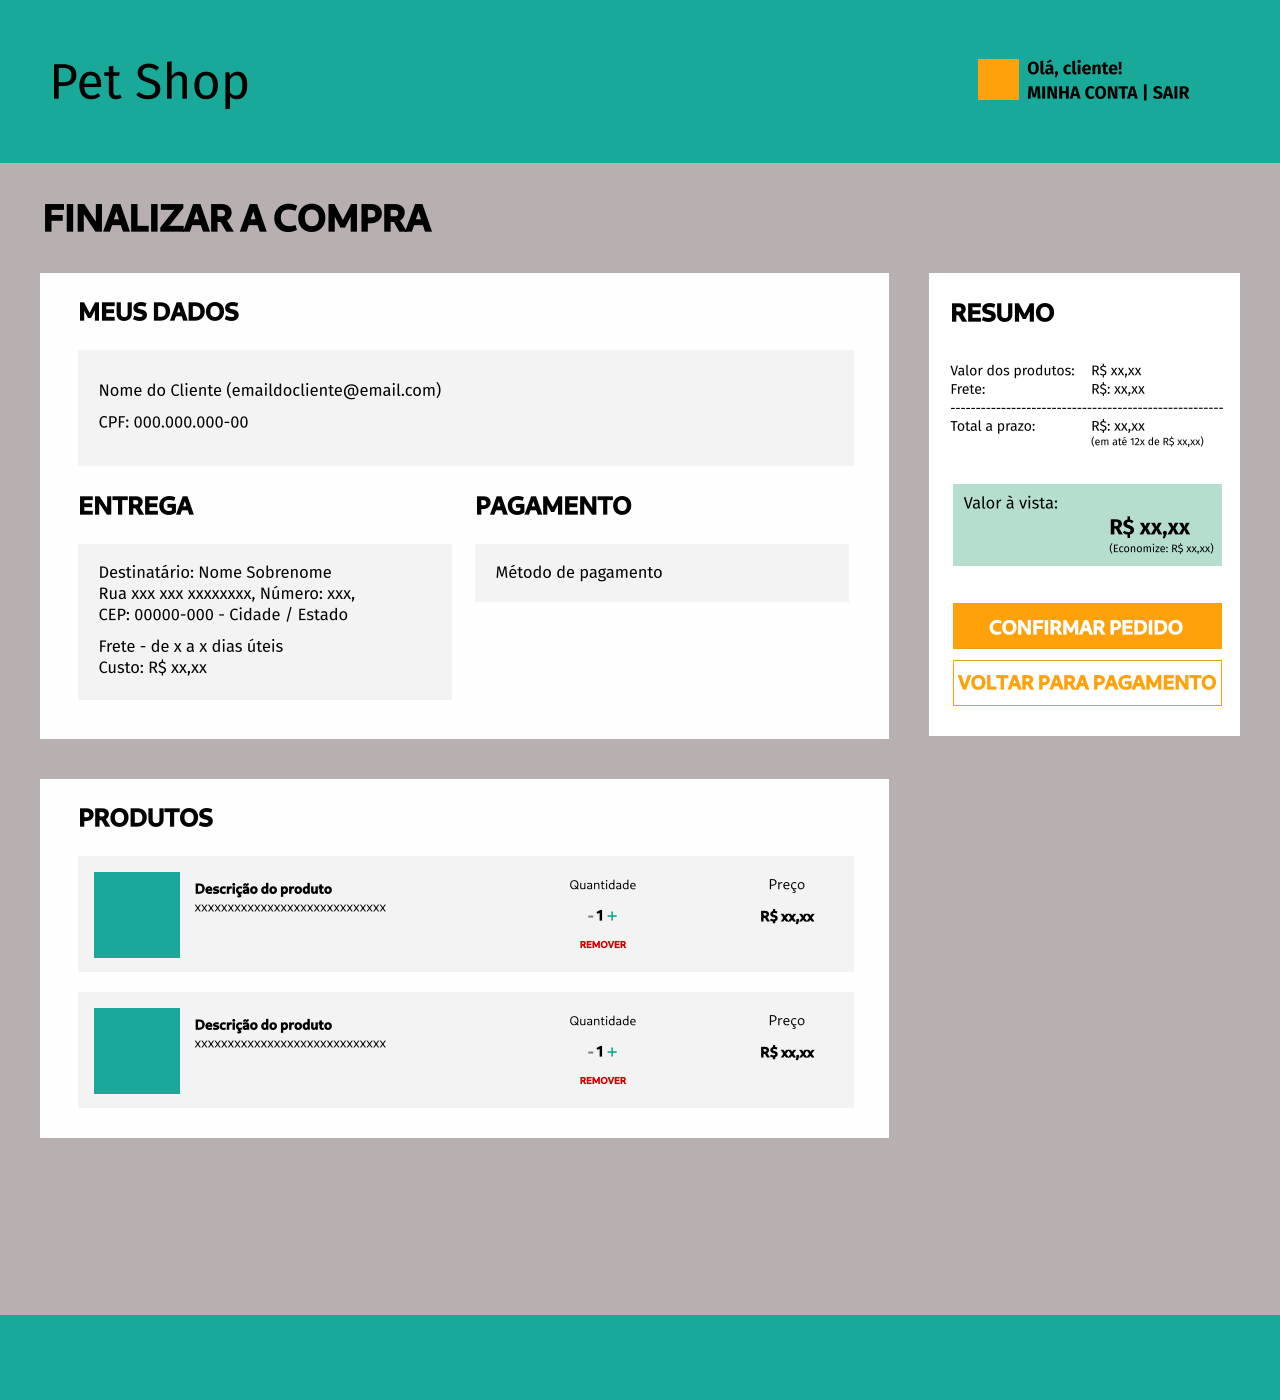 Pet Shop
Olá, cliente!
MINHA CONTA | SAIR
FINALIZAR A COMPRA
MEUS DADOS
Nome do Cliente (emaildocliente@email.com)
CPF: 000.000.000-00
ENTREGA
Destinatário: Nome Sobrenome
Rua xxx xxx xxxxxxxx, Número: xxx,
CEP: 00000-000 - Cidade / Estado
Frete - de x a x dias úteis
Custo: R$ xx,xx
PAGAMENTO
Método de pagamento
RESUMO
Valor dos produtos: R$ xx,xx
Frete: R$: xx,xx
------------------------------------------------------
Total a prazo: R$: xx,xx
(em até 12x de R$ xx,xx)
Valor à vista:
R$ xx,xx
(Economize: R$ xx,xx)
CONFIRMAR PEDIDO
VOLTAR PARA PAGAMENTO
PRODUTOS
Descrição do produto
xxxxxxxxxxxxxxxxxxxxxxxxxxxxx
Quantidade
- 1 +
REMOVER
Preço
R$ xx,xx
Descrição do produto
xxxxxxxxxxxxxxxxxxxxxxxxxxxxx
Quantidade
- 1 +
REMOVER
Preço
R$ xx,xx